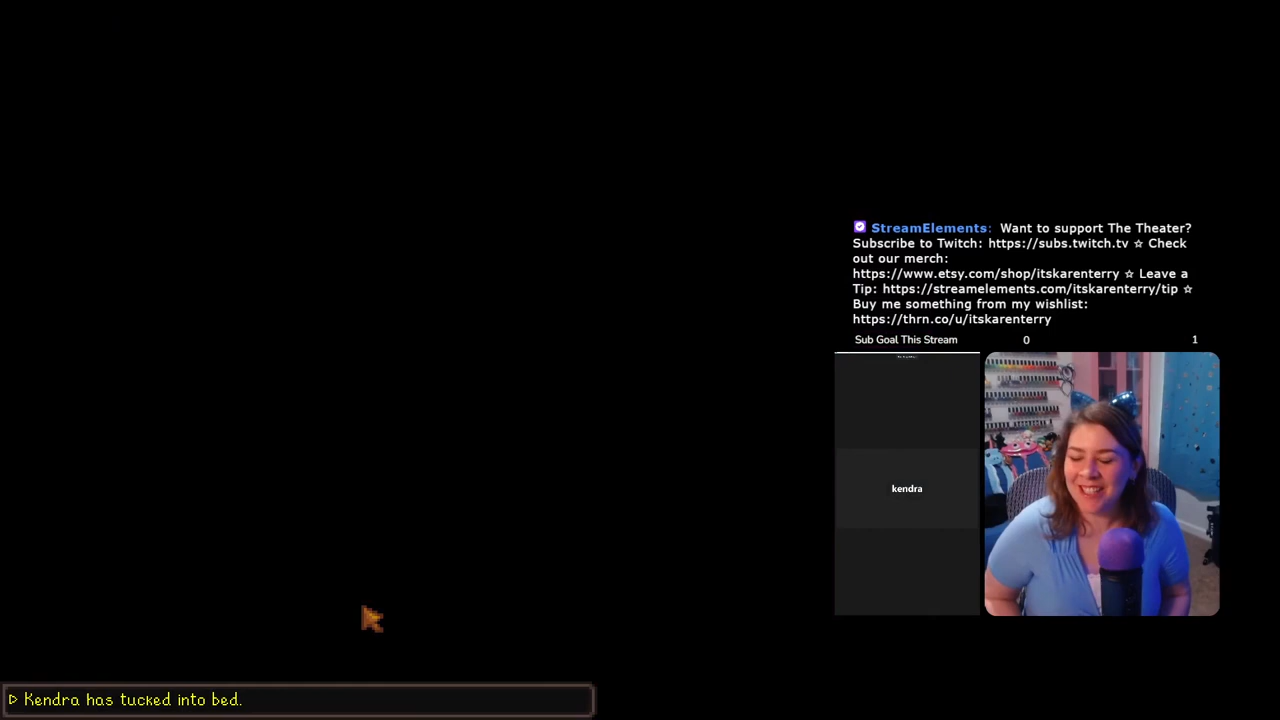 StreamElements: Want to support The Theater?
Subscribe to Twitch: https://subs.twitch.tv ☆ Check
out our merch:
https://www.etsy.com/shop/itskarenterry ☆ Leave a
Tip: https://streamelements.com/itskarenterry/tip ☆
Buy me something from my wishlist:
https://thrn.co/u/itskarenterry
Sub Goal This Stream 0 1
kendra
Kendra has tucked into bed.